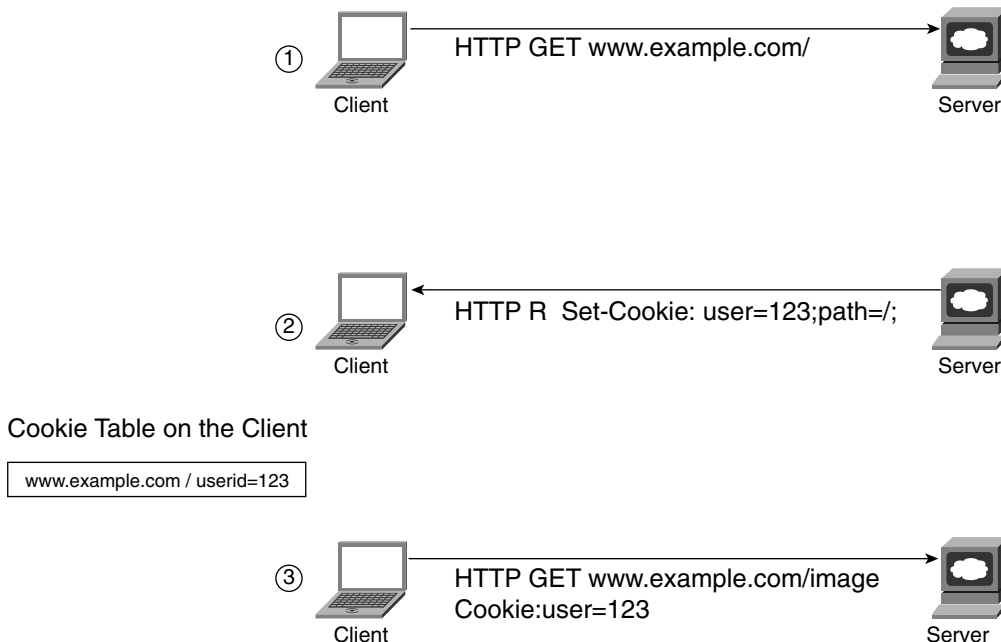 HTTP GET www.example.com/
1
Client
Server
HTTP R Set-Cookie: user=123;path=/;
2
Client
Server
Cookie Table on the Client
www.example.com / userid=123
3
HTTP GET www.example.com/image
Cookie:user=123
Client
Server